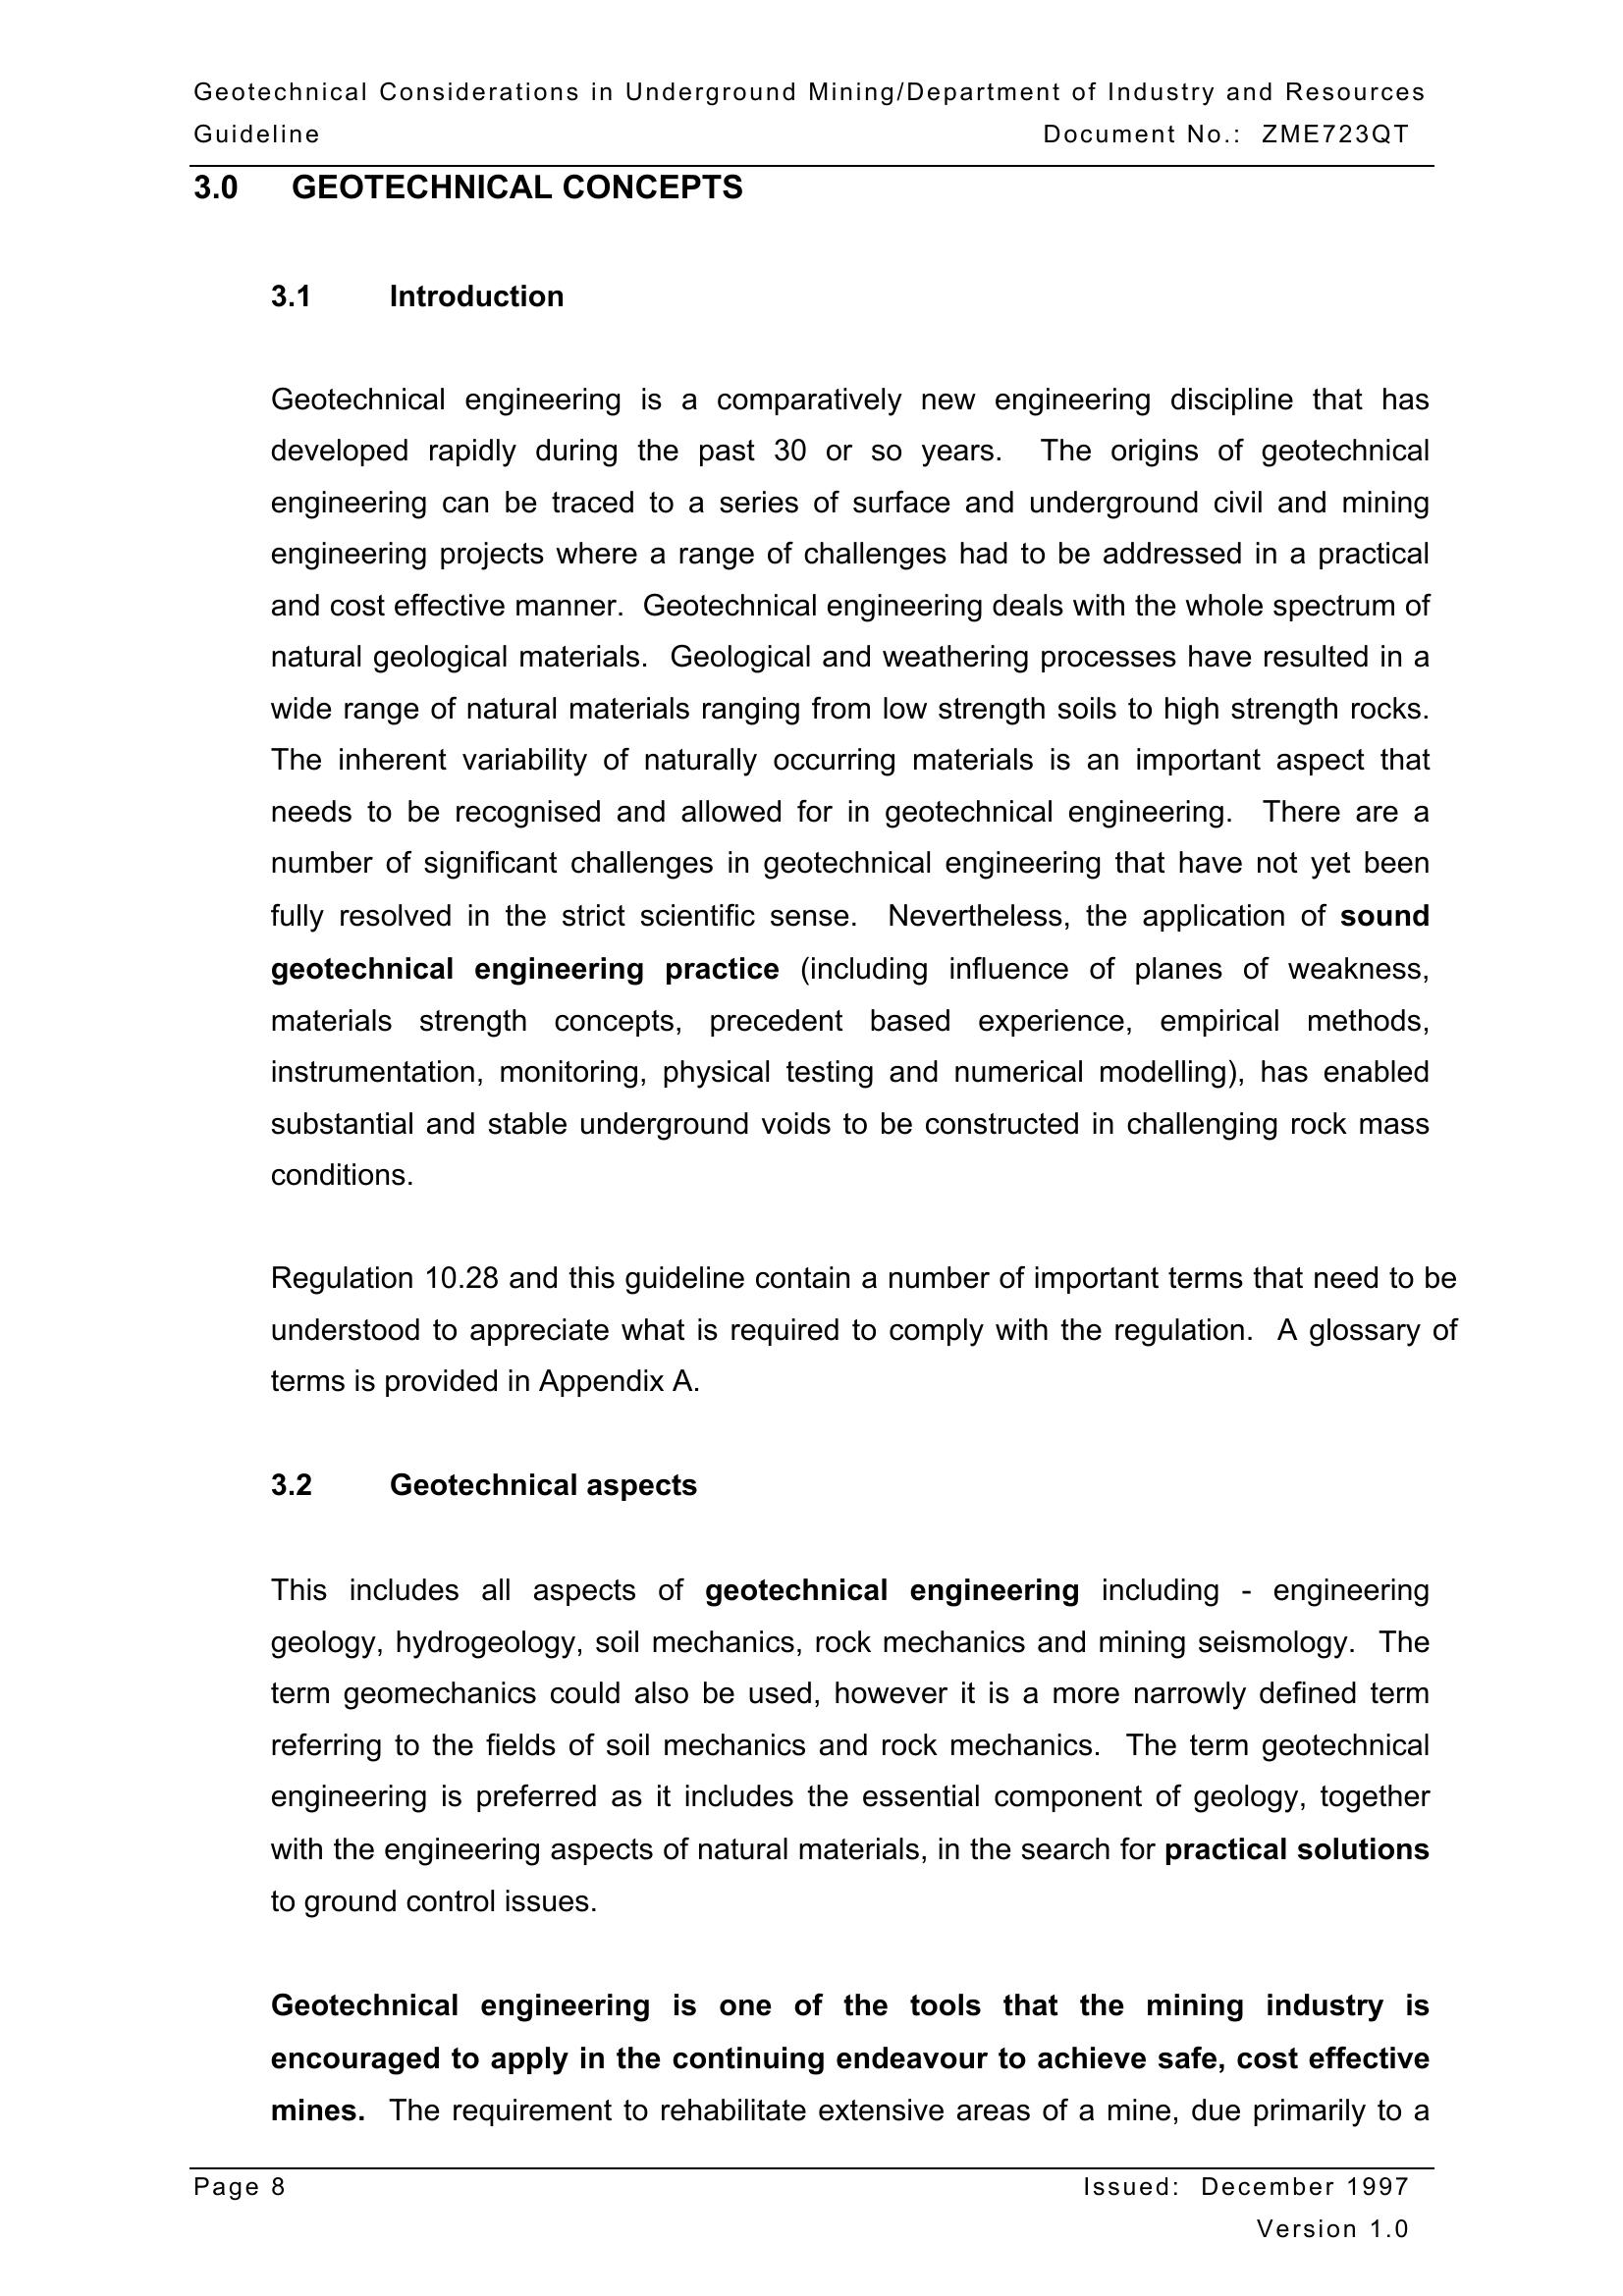 Geotechnical Considerations in Underground Mining/Department of Industry and Resources
Guideline Document No.: ZME723QT
3.0 GEOTECHNICAL CONCEPTS
3.1 Introduction
Geotechnical engineering is a comparatively new engineering discipline that has
developed rapidly during the past 30 or so years. The origins of geotechnical
engineering can be traced to a series of surface and underground civil and mining
engineering projects where a range of challenges had to be addressed in a practical
and cost effective manner. Geotechnical engineering deals with the whole spectrum of
natural geological materials. Geological and weathering processes have resulted in a
wide range of natural materials ranging from low strength soils to high strength rocks.
The inherent variability of naturally occurring materials is an important aspect that
needs to be recognised and allowed for in geotechnical engineering. There are a
number of significant challenges in geotechnical engineering that have not yet been
fully resolved in the strict scientific sense. Nevertheless, the application of sound
geotechnical engineering practice (including influence of planes of weakness,
materials strength concepts, precedent based experience, empirical methods,
instrumentation, monitoring, physical testing and numerical modelling), has enabled
substantial and stable underground voids to be constructed in challenging rock mass
conditions.
Regulation 10.28 and this guideline contain a number of important terms that need to be
understood to appreciate what is required to comply with the regulation. A glossary of
terms is provided in Appendix A.
3.2 Geotechnical aspects
This includes all aspects of geotechnical engineering including - engineering
geology, hydrogeology, soil mechanics, rock mechanics and mining seismology. The
term geomechanics could also be used, however it is a more narrowly defined term
referring to the fields of soil mechanics and rock mechanics. The term geotechnical
engineering is preferred as it includes the essential component of geology, together
with the engineering aspects of natural materials, in the search for practical solutions
to ground control issues.
Geotechnical engineering is one of the tools that the mining industry is
encouraged to apply in the continuing endeavour to achieve safe, cost effective
mines. The requirement to rehabilitate extensive areas of a mine, due primarily to a
Page 8 Issued: December 1997
Version 1.0